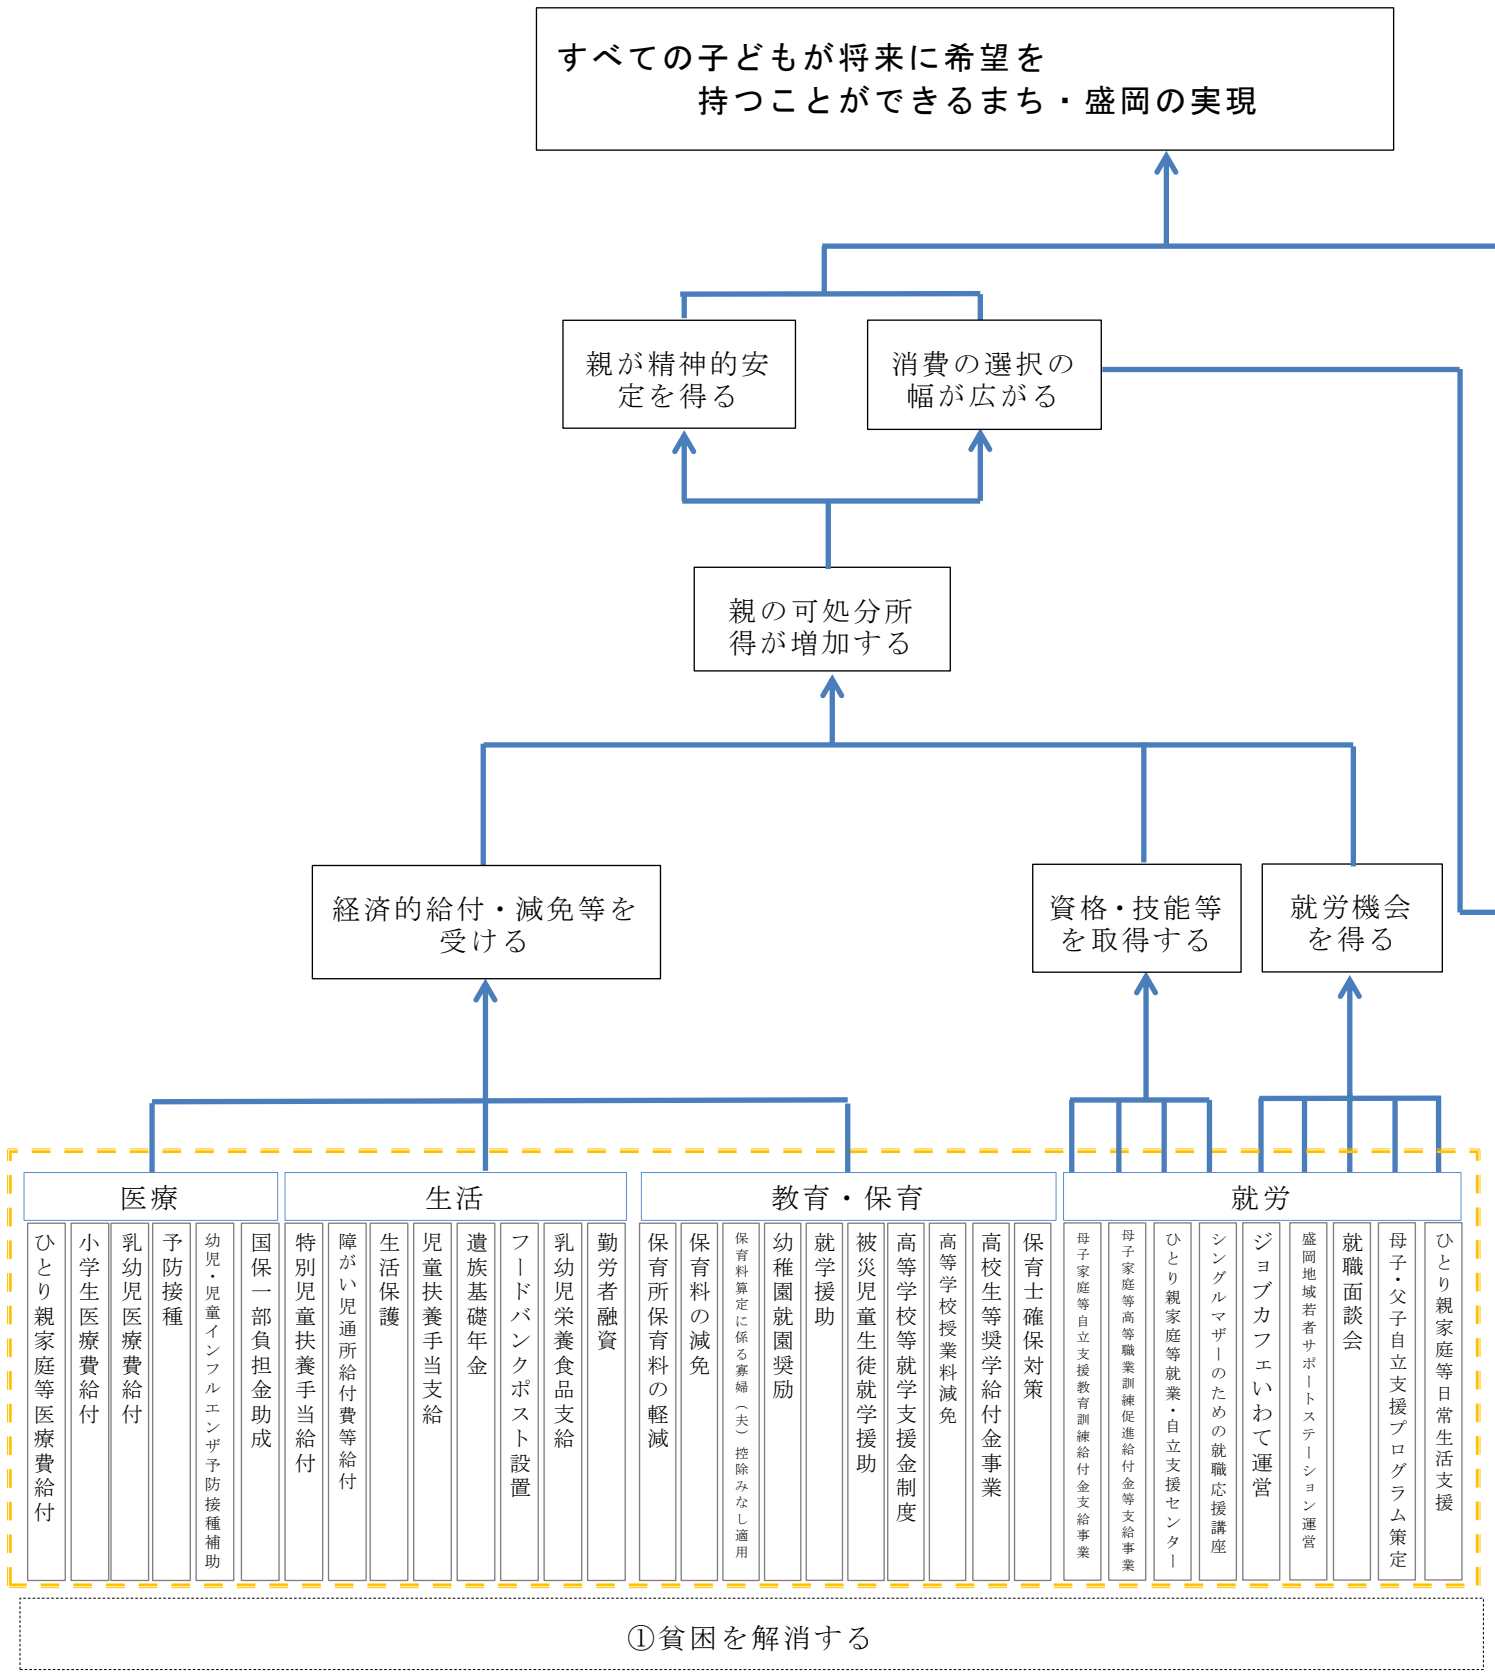 すべての子どもが将来に希望を
持つことができるまち・盛岡の実現
親が精神的安
定を得る
消費の選択の
幅が広がる
親の可処分所
得が増加する
経済的給付・減免等を
受ける
資格・技能等
を取得する
就労機会
を得る
医療
ひとり親家庭等医療費給付
小学生医療費給付
乳幼児医療費給付
予防接種
幼児・児童インフルエンザ予防接種補助
国保一部負担金助成
生活
特別児童扶養手当給付
障がい児通所給付費等給付
生活保護
児童扶養手当支給
遺族基礎年金
フードバンクポスト設置
乳幼児栄養食品支給
勤労者融資
教育・保育
保育所保育料の軽減
保育料の減免
保育料算定に係る寡婦（夫）控除みなし適用
幼稚園就園奨励
就学援助
被災児童生徒就学援助
高等学校等就学支援金制度
高等学校授業料減免
高校生等奨学給付金事業
保育士確保対策
就労
母子家庭等自立支援教育訓練給付金支給事業
母子家庭等高等職業訓練促進給付金等支給事業
ひとり親家庭等就業・自立支援センター
シングルマザーのための就職応援講座
ジョブカフェいわて運営
盛岡地域若者サポートステーション運営
就職面談会
母子・父子自立支援プログラム策定
ひとり親家庭等日常生活支援
①貧困を解消する